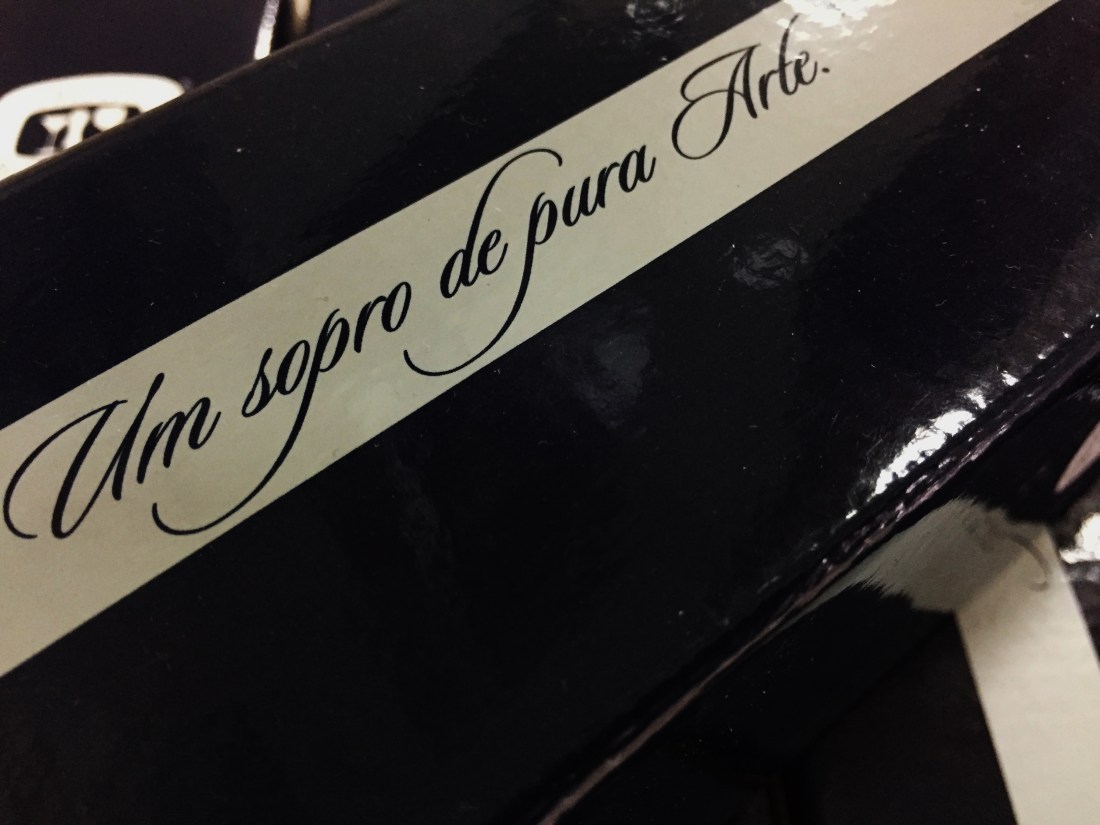 Um sopro de pura Arte.